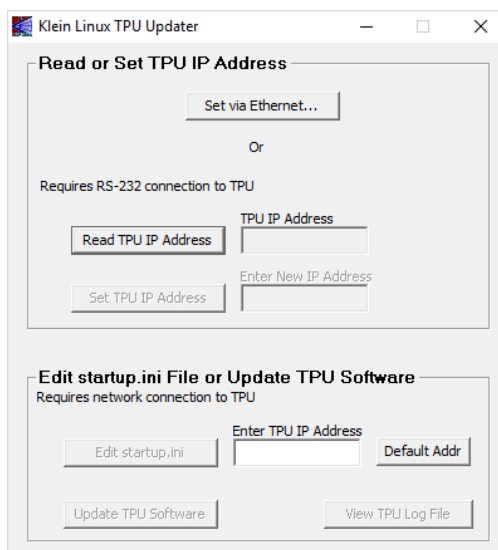 Klein Linux TPU Updater
Read or Set TPU IP Address
Set via Ethernet...
Or
Requires RS-232 connection to TPU
TPU IP Address
Read TPU IP Address
Enter New IP Address
Set TPU IP Address
Edit startup.ini File or Update TPU Software
Requires network connection to TPU
Enter TPU IP Address
Edit startup.ini
Default Addr
Update TPU Software
View TPU Log File